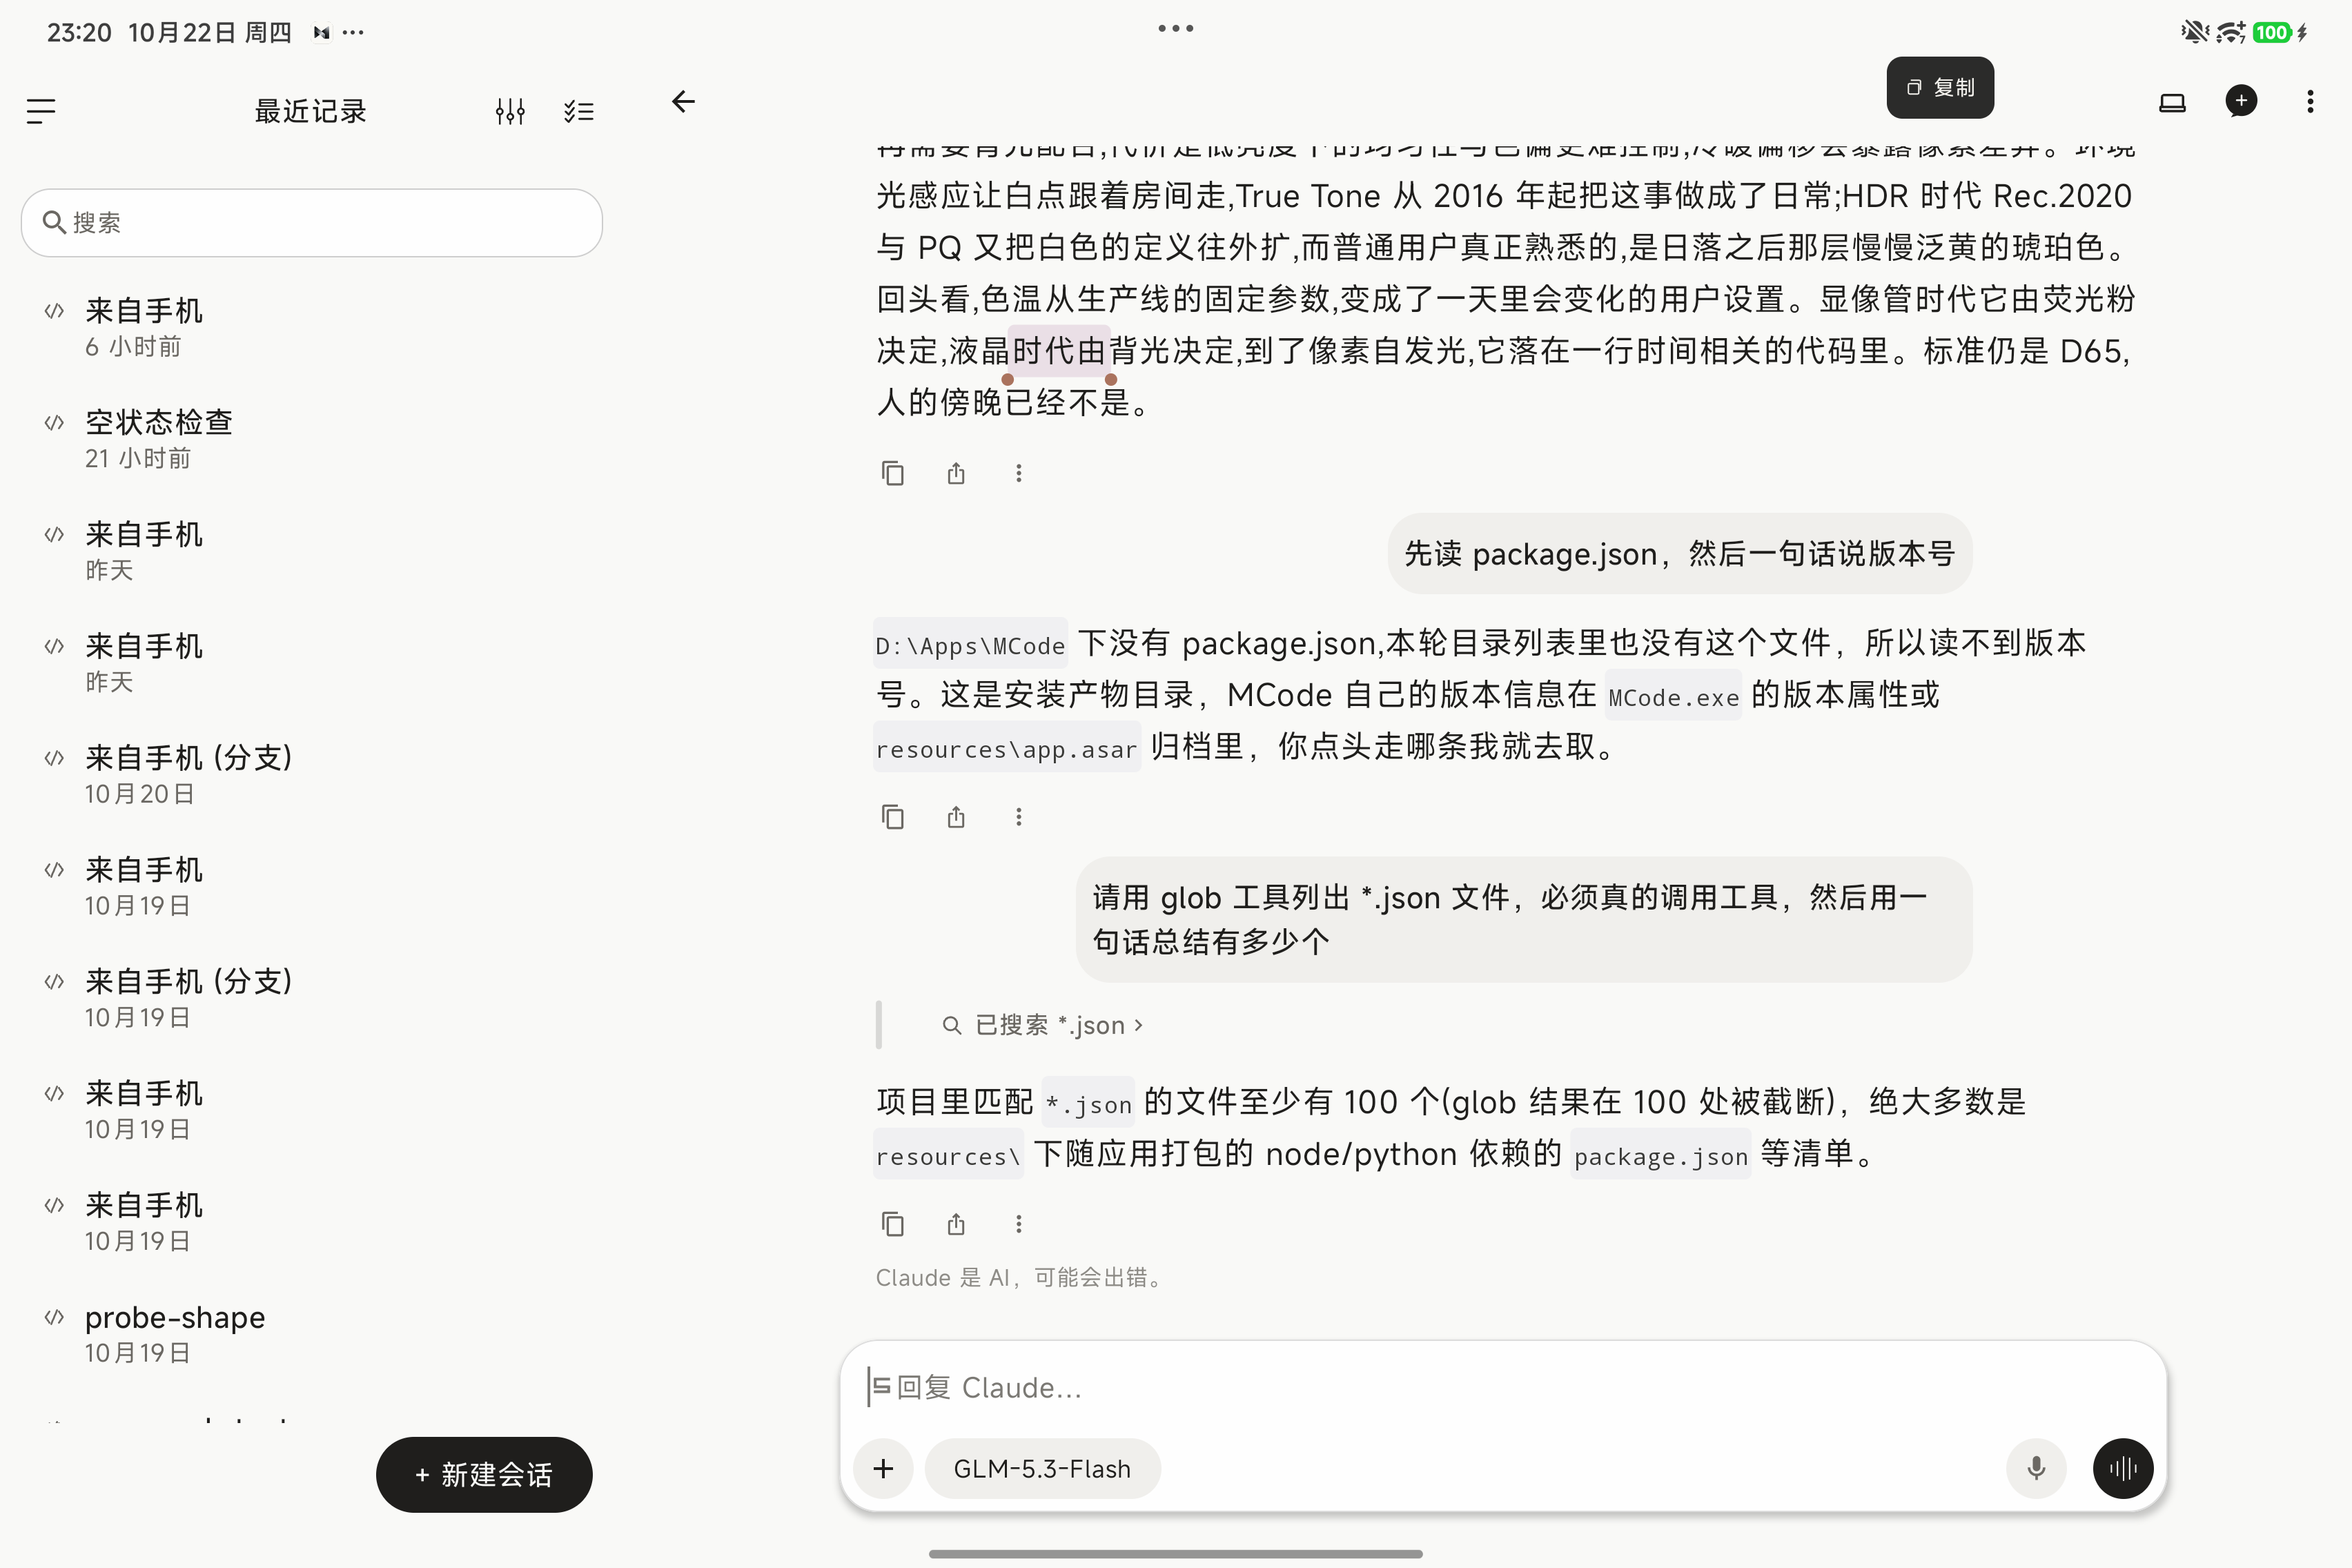 23:20 10月22日 周四
100
最近记录
搜索
来自手机
6 小时前
空状态检查
21 小时前
来自手机
昨天
来自手机
昨天
来自手机 (分支)
10月20日
来自手机
10月19日
来自手机 (分支)
10月19日
来自手机
10月19日
来自手机
10月19日
probe-shape
10月19日
+ 新建会话
复制
光感应让白点跟着房间走,True Tone 从 2016 年起把这事做成了日常;HDR 时代 Rec.2020
与 PQ 又把白色的定义往外扩,而普通用户真正熟悉的,是日落之后那层慢慢泛黄的琥珀色。
回头看,色温从生产线的固定参数,变成了一天里会变化的用户设置。显像管时代它由荧光粉
决定,液晶时代由背光决定,到了像素自发光,它落在一行时间相关的代码里。标准仍是 D65,
人的傍晚已经不是。
先读 package.json，然后一句话说版本号
D:\Apps\MCode 下没有 package.json,本轮目录列表里也没有这个文件，所以读不到版本
号。这是安装产物目录，MCode 自己的版本信息在 MCode.exe 的版本属性或
resources\app.asar 归档里，你点头走哪条我就去取。
请用 glob 工具列出 *.json 文件，必须真的调用工具，然后用一
句话总结有多少个
已搜索 *.json
项目里匹配 *.json 的文件至少有 100 个(glob 结果在 100 处被截断)，绝大多数是
resources\ 下随应用打包的 node/python 依赖的 package.json 等清单。
Claude 是 AI，可能会出错。
回复 Claude...
GLM-5.3-Flash